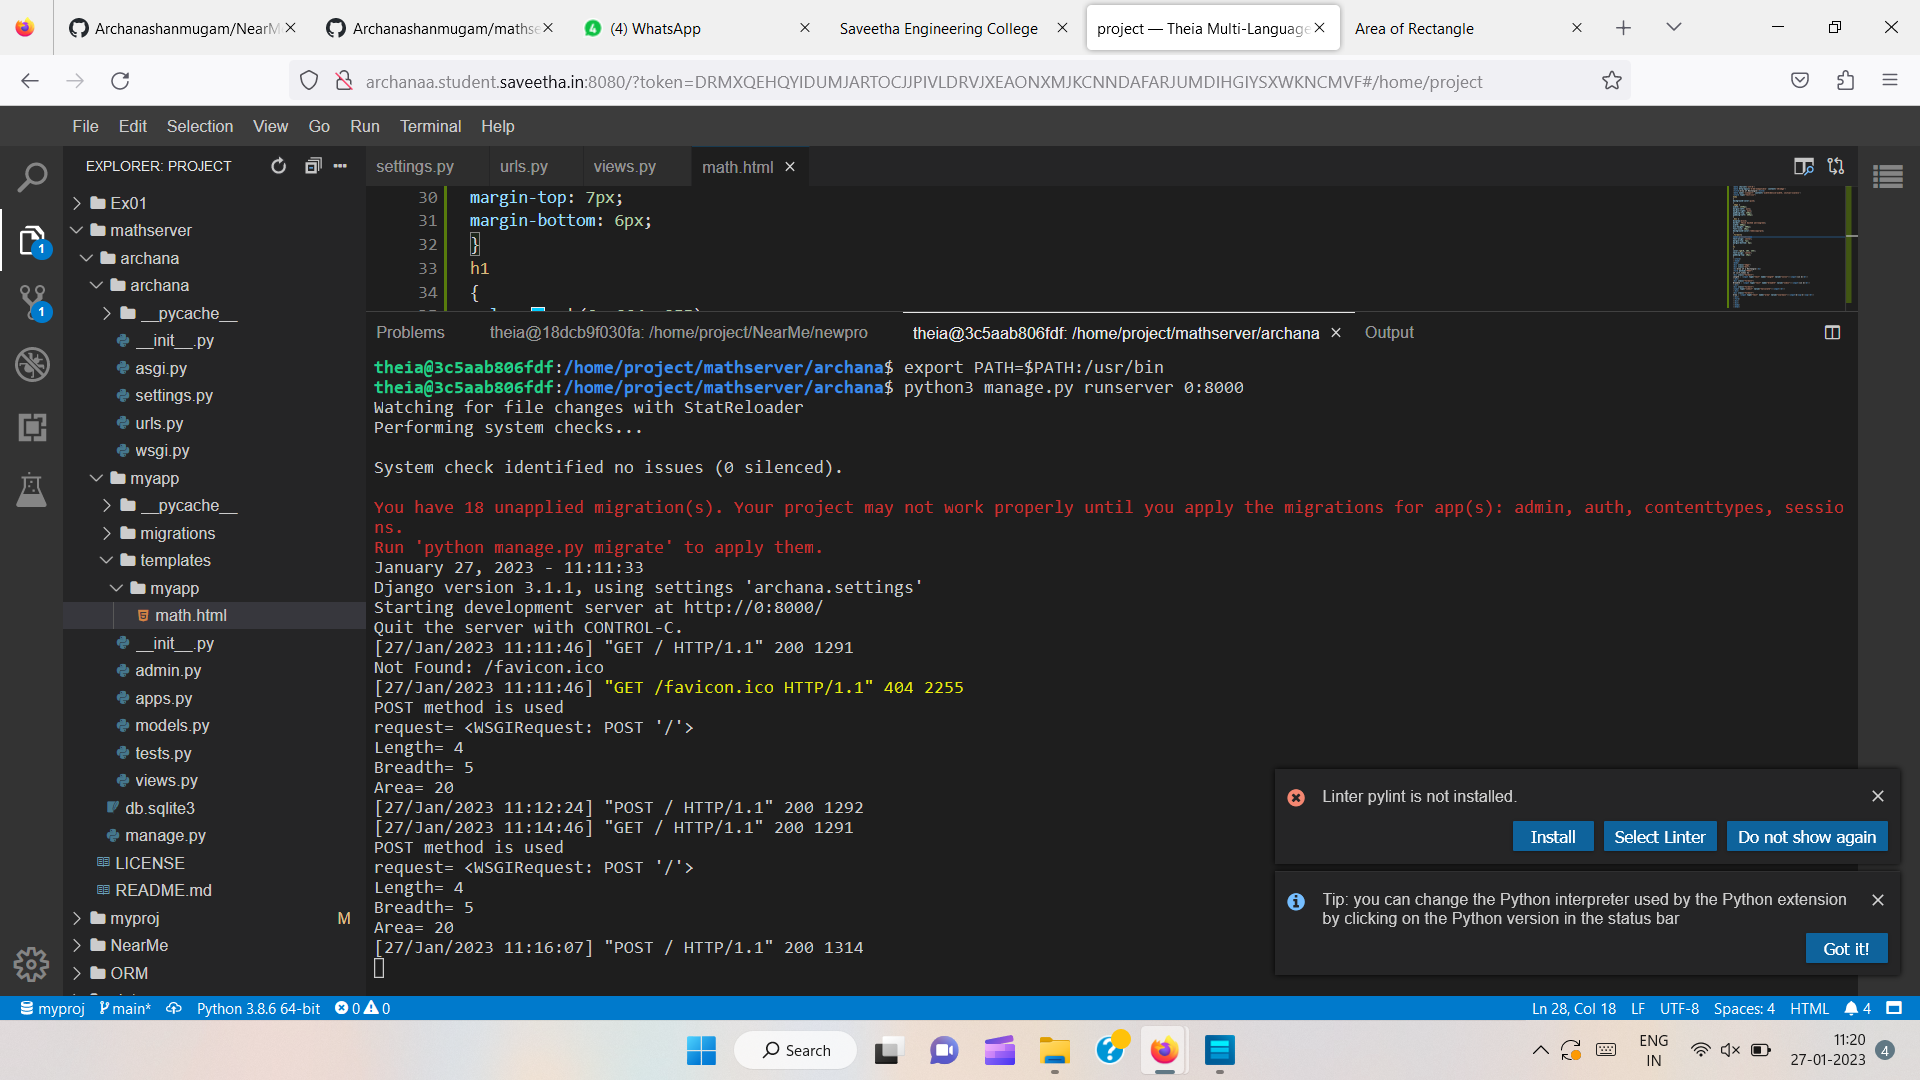 Archanashanmugam/NearM
Archanashanmugam/mathse
(4) WhatsApp
Saveetha Engineering College
project — Theia Multi-Language
Area of Rectangle
archanaa.student.saveetha.in:8080/?token=DRMXQEHQYIDUMJARTOCJJPIVLDRVJXEAONXMJKCNNDAFARJUMDIHGIYSXWKNCMVF#/home/project
File Edit Selection View Go Run Terminal Help
EXPLORER: PROJECT
Ex01
mathserver
archana
archana
__pycache__
__init__.py
asgi.py
settings.py
urls.py
wsgi.py
myapp
__pycache__
migrations
templates
myapp
math.html
__init__.py
admin.py
apps.py
models.py
tests.py
views.py
db.sqlite3
manage.py
LICENSE
README.md
myproj M
NearMe
ORM
1
1
settings.py urls.py views.py math.html
30 margin-top: 7px;
31 margin-bottom: 6px;
32 }
33 h1
34 {
Problems theia@18dcb9f030fa: /home/project/NearMe/newpro theia@3c5aab806fdf: /home/project/mathserver/archana Output
theia@3c5aab806fdf:/home/project/mathserver/archana$ export PATH=$PATH:/usr/bin
theia@3c5aab806fdf:/home/project/mathserver/archana$ python3 manage.py runserver 0:8000
Watching for file changes with StatReloader
Performing system checks...
System check identified no issues (0 silenced).
You have 18 unapplied migration(s). Your project may not work properly until you apply the migrations for app(s): admin, auth, contenttypes, sessio
ns.
Run 'python manage.py migrate' to apply them.
January 27, 2023 - 11:11:33
Django version 3.1.1, using settings 'archana.settings'
Starting development server at http://0:8000/
Quit the server with CONTROL-C.
[27/Jan/2023 11:11:46] "GET / HTTP/1.1" 200 1291
Not Found: /favicon.ico
[27/Jan/2023 11:11:46] "GET /favicon.ico HTTP/1.1" 404 2255
POST method is used
request= <WSGIRequest: POST '/'>
Length= 4
Breadth= 5
Area= 20
[27/Jan/2023 11:12:24] "POST / HTTP/1.1" 200 1292
[27/Jan/2023 11:14:46] "GET / HTTP/1.1" 200 1291
POST method is used
request= <WSGIRequest: POST '/'>
Length= 4
Breadth= 5
Area= 20
[27/Jan/2023 11:16:07] "POST / HTTP/1.1" 200 1314
Linter pylint is not installed.
Install Select Linter Do not show again
Tip: you can change the Python interpreter used by the Python extension
by clicking on the Python version in the status bar
Got it!
myproj main* Python 3.8.6 64-bit 0 0
Ln 28, Col 18 LF UTF-8 Spaces: 4 HTML 4
Search
ENG
IN
11:20
27-01-2023
4